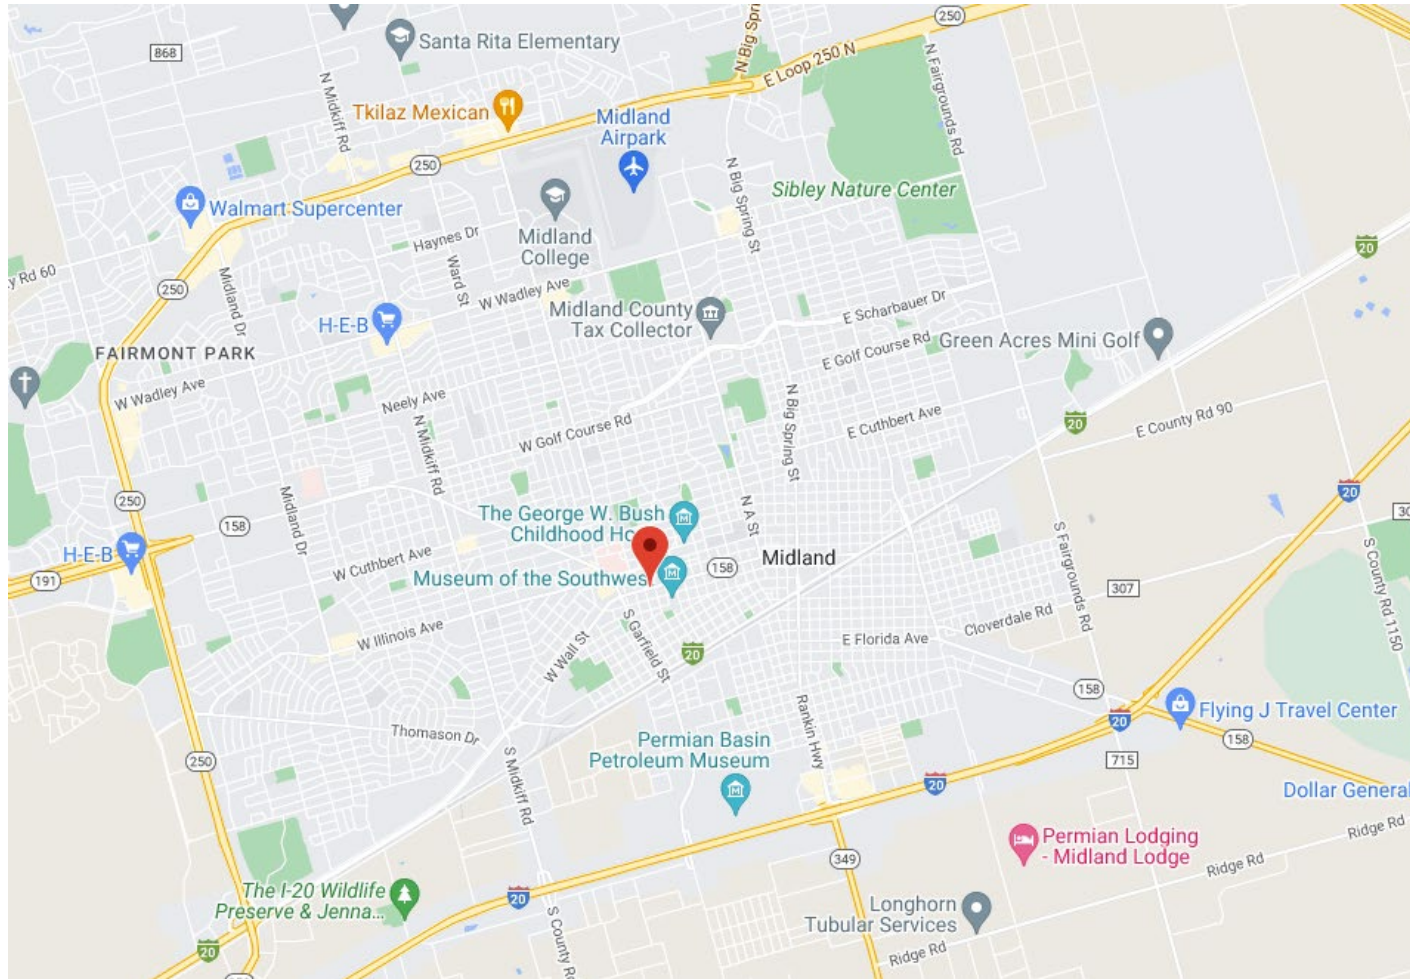 250
868
Santa Rita Elementary
N Big Spri
E Loop 250 N
N Fairgrounds Rd
N Midkiff Rd
Tkilaz Mexican
Midland
Airpark
250
N Big Spring St
Sibley Nature Center
Walmart Supercenter
Haynes Dr
Midland
College
20
y Rd 60
Ward St
250
Midland Dr
W Wadley Ave
E Scharbauer Dr
Midland County
Tax Collector
H-E-B
E Golf Course Rd
Green Acres Mini Golf
FAIRMONT PARK
W Wadley Ave
Neely Ave
N Big Spring St
E Cuthbert Ave
20
E County Rd 90
W Golf Course Rd
N Midkiff Rd
250
Midland Dr
20
158
The George W. Bush
Childhood Ho
N A St
30
H-E-B
Midland
191
W Cuthbert Ave
Museum of the Southwes
158
S Fairgrounds Rd
S County Rd 1150
307
Cloverdale Rd
W Illinois Ave
S Garfield St
E Florida Ave
W Wall St
20
158
Rankin Hwy
Flying J Travel Center
20
158
Thomason Dr
Permian Basin
Petroleum Museum
250
S Midkiff Rd
715
20
Dollar General
Permian Lodging
- Midland Lodge
Ridge Rd
Ridge Rd
349
The I-20 Wildlife
Preserve & Jenna...
20
Longhorn
Tubular Services
S County R
Ridge Rd
20